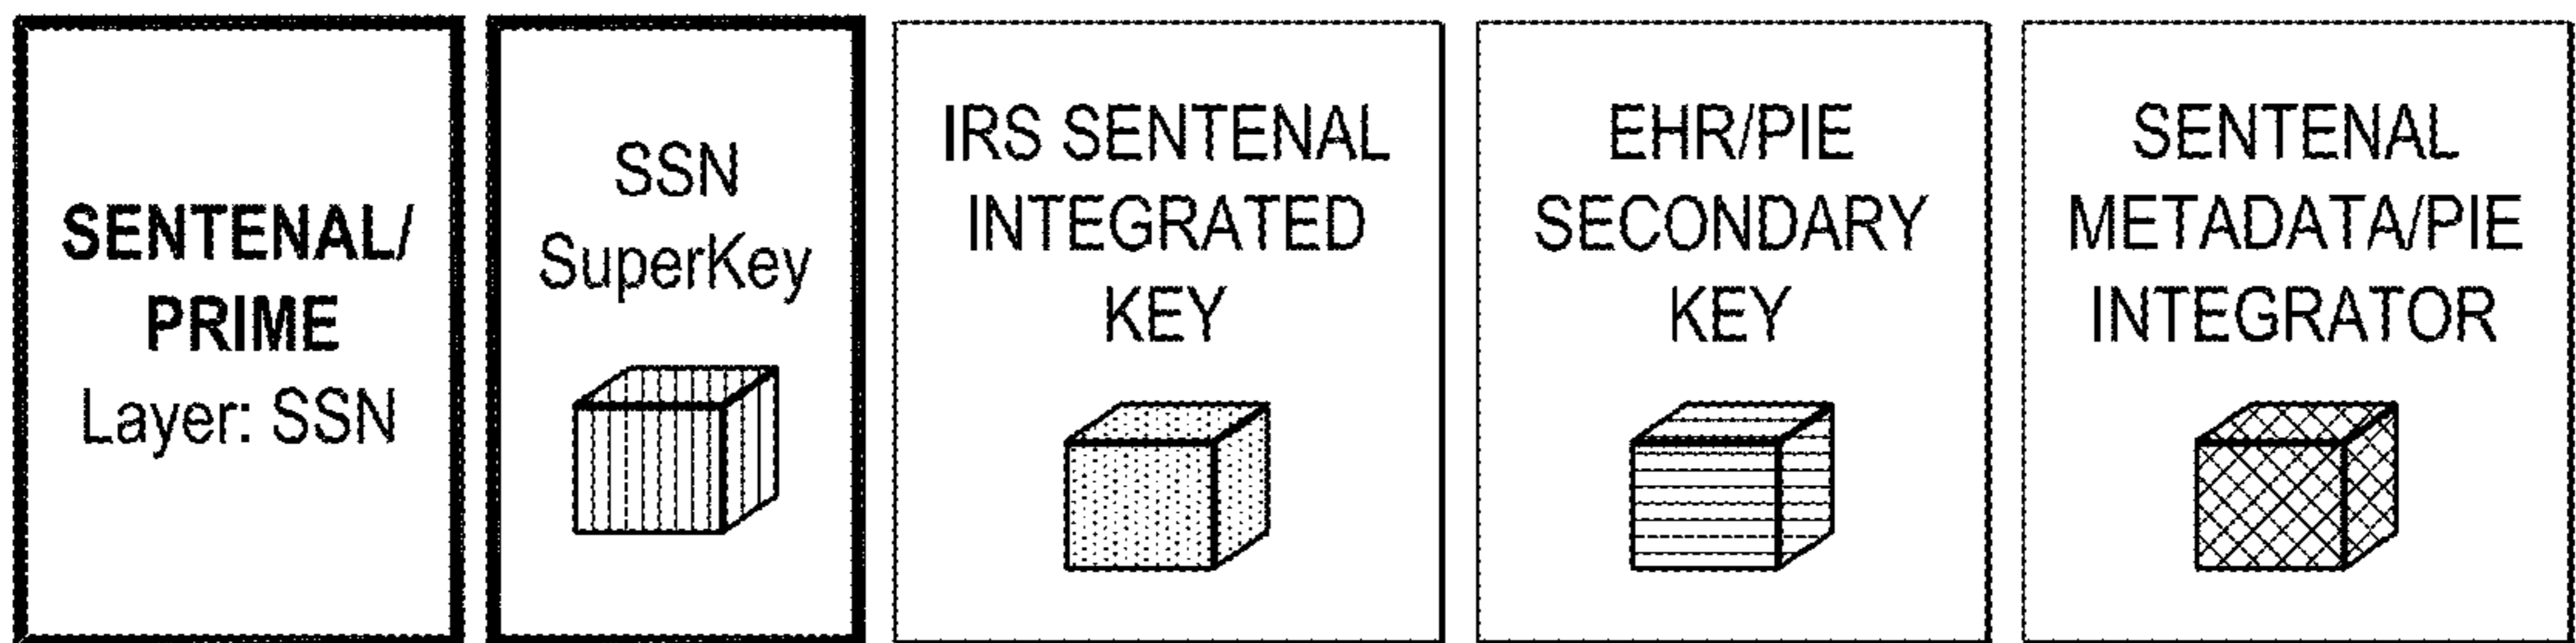 SENTENAL/
PRIME
Layer: SSN
SSN
SuperKey
IRS SENTENAL
INTEGRATED
KEY
EHR/PIE
SECONDARY
KEY
SENTENAL
METADATA/PIE
INTEGRATOR